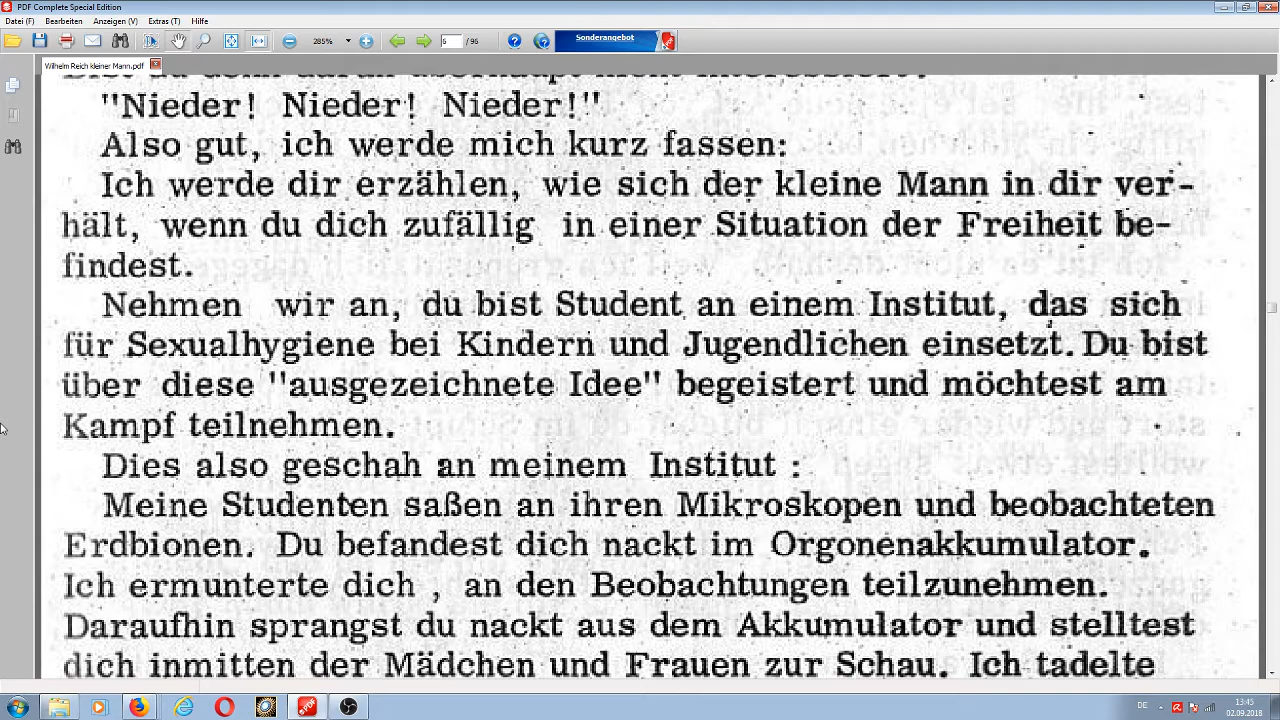 PDF Complete Special Edition
Datei (F) Bearbeiten Anzeigen (V) Extras (T) Hilfe
285% 5 / 95 Sonderangebot
Wilhelm Reich kleiner Mann.pdf
"Nieder! Nieder! Nieder!"
Also gut, ich werde mich kurz fassen:
Ich werde dir erzählen, wie sich der kleine Mann in dir ver-
hält, wenn du dich zufällig in einer Situation der Freiheit be-
findest.
Nehmen wir an, du bist Student an einem Institut, das sich
für Sexualhygiene bei Kindern und Jugendlichen einsetzt. Du bist
über diese "ausgezeichnete Idee" begeistert und möchtest am
Kampf teilnehmen.
Dies also geschah an meinem Institut :
Meine Studenten saßen an ihren Mikroskopen und beobachteten
Erdbionen. Du befandest dich nackt im Orgonenakkumulator.
Ich ermunterte dich , an den Beobachtungen teilzunehmen.
Daraufhin sprangst du nackt aus dem Akkumulator und stelltest
dich inmitten der Mädchen und Frauen zur Schau. Ich tadelte
DE 13:45
02.09.2018